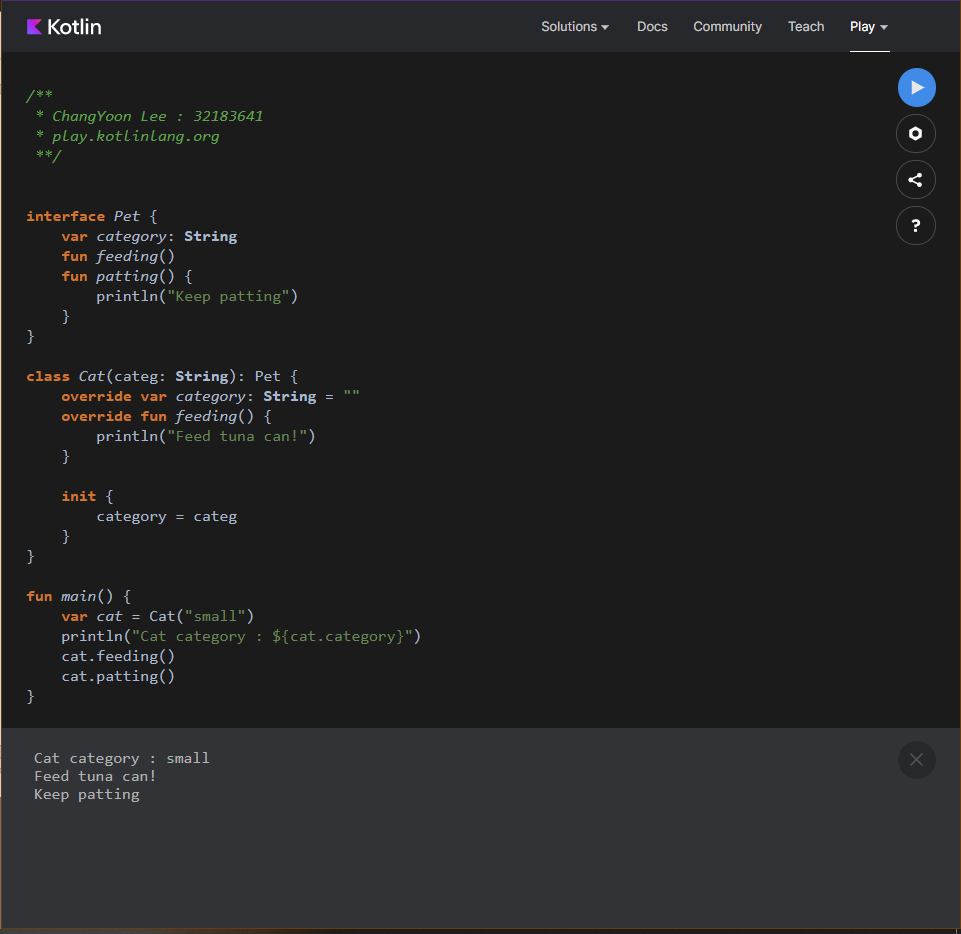 Kotlin
Solutions Docs Community Teach Play
/**
 * ChangYoon Lee : 32183641
 * play.kotlinlang.org
 **/
interface Pet {
    var category: String
    fun feeding()
    fun patting() {
        println("Keep patting")
    }
}
class Cat(categ: String): Pet {
    override var category: String = ""
    override fun feeding() {
        println("Feed tuna can!")
    }
    init {
        category = categ
    }
}
fun main() {
    var cat = Cat("small")
    println("Cat category : ${cat.category}")
    cat.feeding()
    cat.patting()
}
Cat category : small
Feed tuna can!
Keep patting